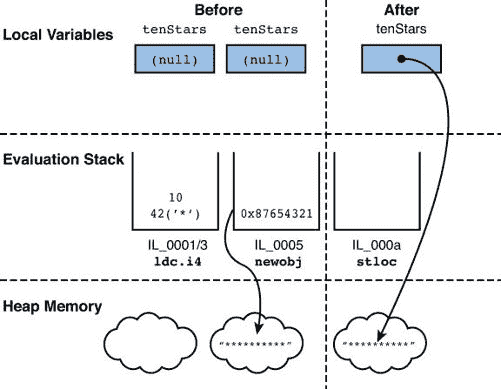 Before
After
Local Variables
tenStars
tenStars
tenStars
(null)
(null)
Evaluation Stack
10
42('*')
0x87654321
IL_0001/3
ldc.i4
IL_0005
newobj
IL_000a
stloc
Heap Memory
"**********"
"**********"